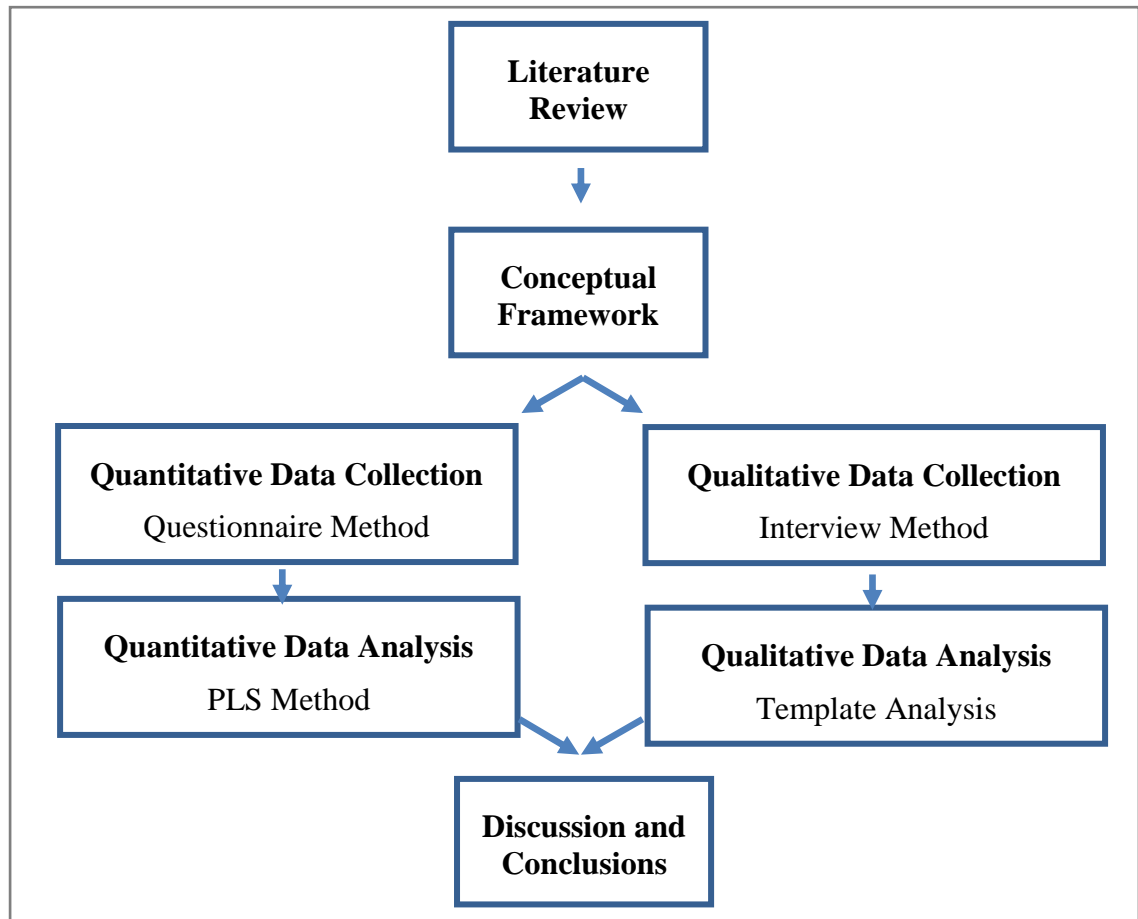 Literature
Review
Conceptual
Framework
Quantitative Data Collection
Questionnaire Method
Qualitative Data Collection
Interview Method
Quantitative Data Analysis
PLS Method
Qualitative Data Analysis
Template Analysis
Discussion and
Conclusions